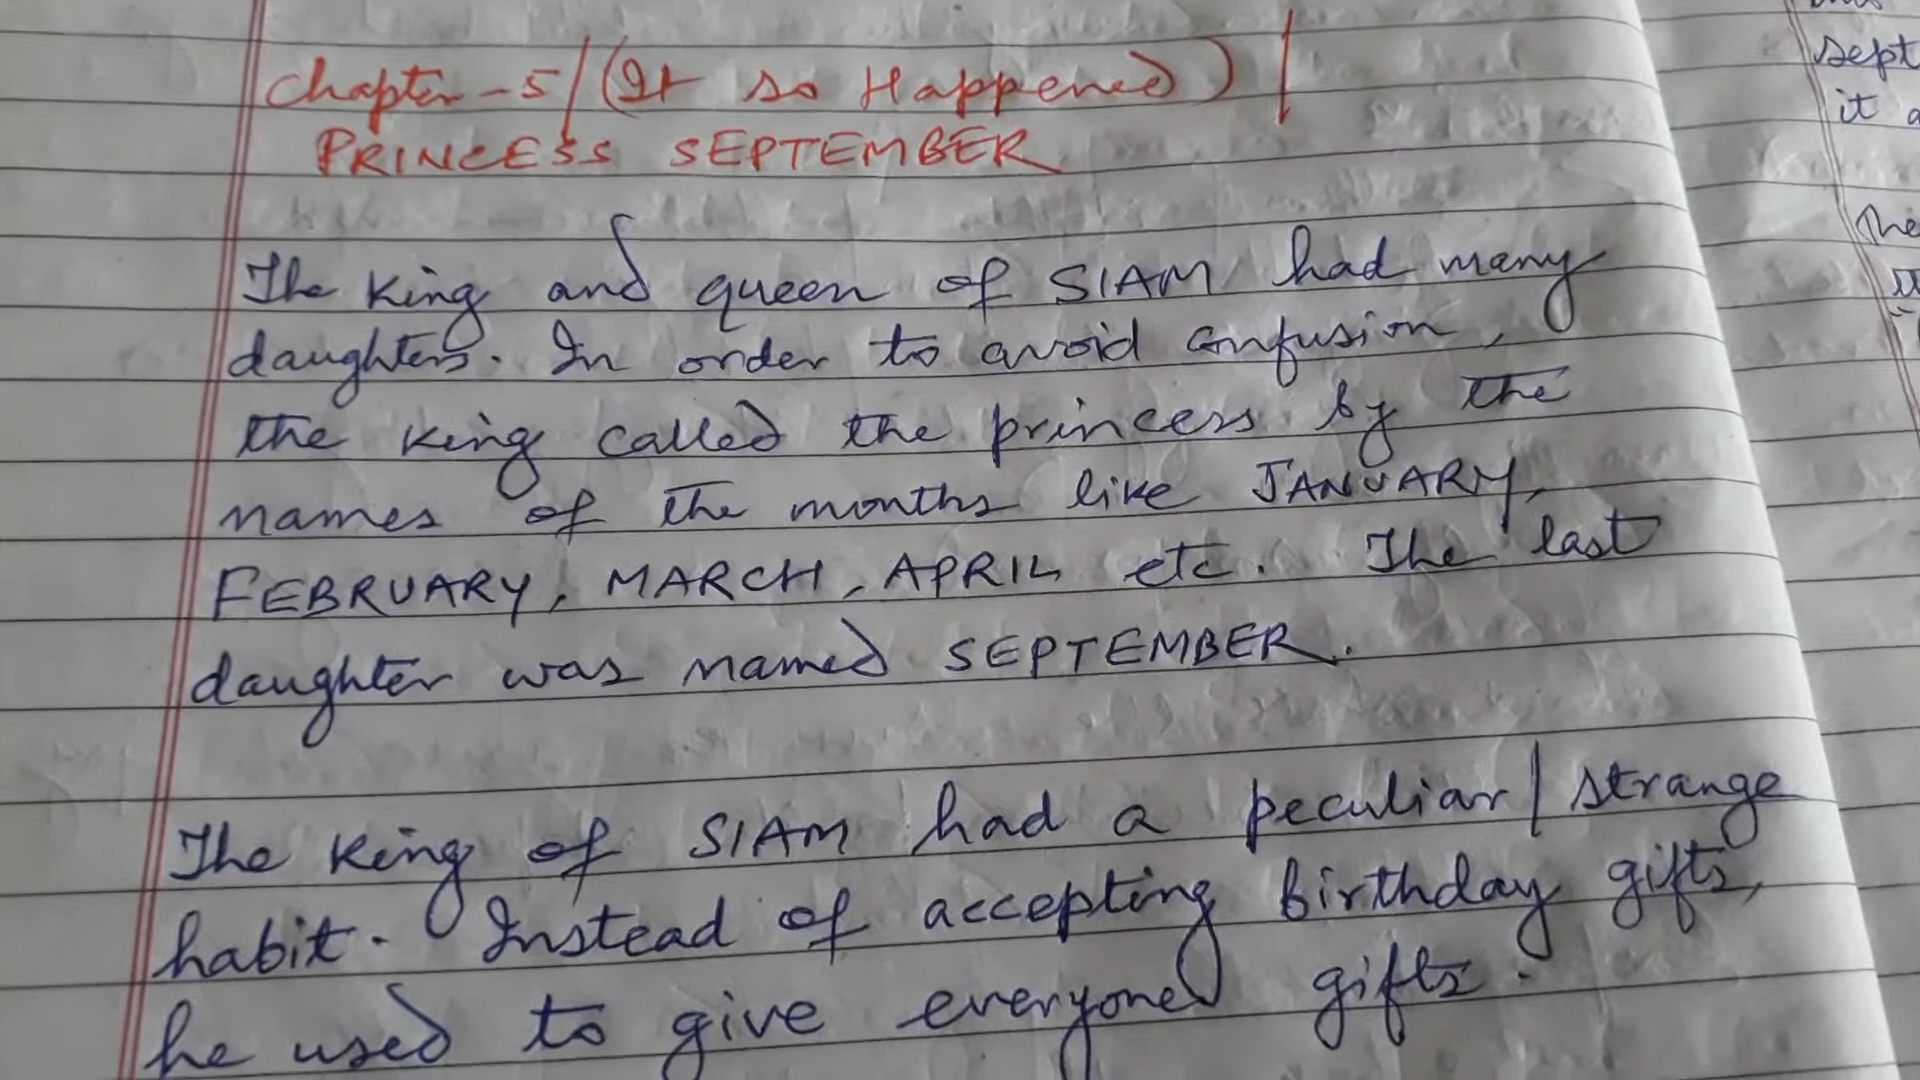 Chapter-5/(It so Happened)
PRINCESS SEPTEMBER
The King and queen of SIAM had many
daughters. In order to avoid confusion,
the king called the princess by the
names of the months like JANUARY,
FEBRUARY, MARCH, APRIL etc. The last
daughter was named SEPTEMBER.
The King of SIAM had a peculiar/strange
habit. Instead of accepting birthday gifts,
he used to give everyone gifts.
sept
it a
The